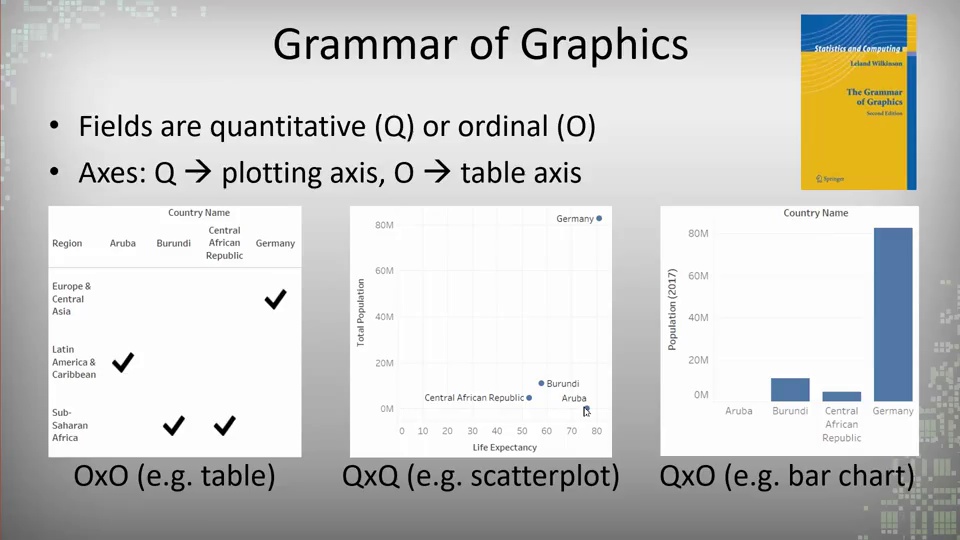 Grammar of Graphics
Statistics and Computing
Leland Wilkinson
The Grammar
of Graphics
Second Edition
Springer
• Fields are quantitative (Q) or ordinal (O)
• Axes: Q → plotting axis, O → table axis
Country Name
Region
Aruba
Burundi
Central
African
Republic
Germany
Europe &
Central
Asia
Latin
America &
Caribbean
Sub-
Saharan
Africa
OxO (e.g. table)
Total Population
80M
60M
40M
20M
0M
Germany
Burundi
Central African Republic
Aruba
0 10 20 30 40 50 60 70 80
Life Expectancy
QxQ (e.g. scatterplot)
Country Name
Population (2017)
80M
60M
40M
20M
0M
Aruba
Burundi
Central
African
Republic
Germany
QxO (e.g. bar chart)